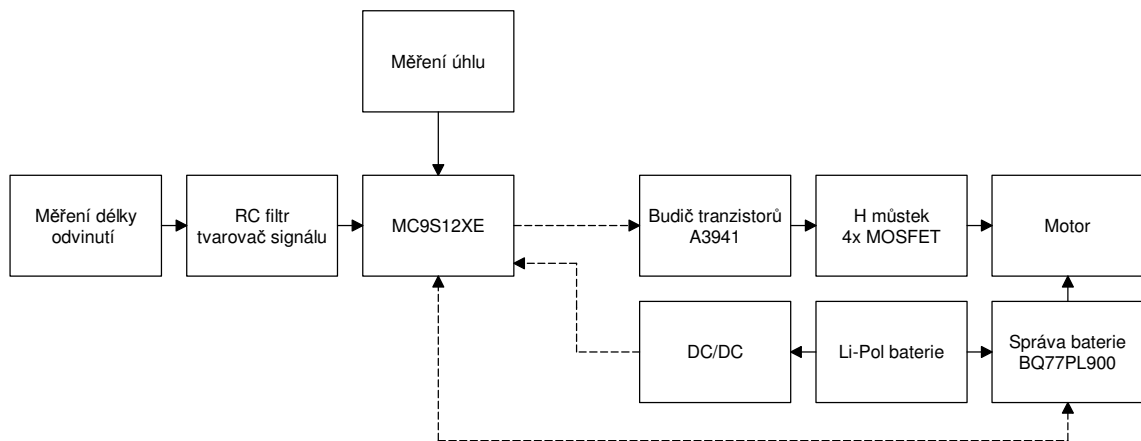 Měření úhlu
Měření délky
odvinutí
RC filtr
tvarovač signálu
MC9S12XE
Budič tranzistorů
A3941
H můstek
4x MOSFET
Motor
DC/DC
Li-Pol baterie
Správa baterie
BQ77PL900